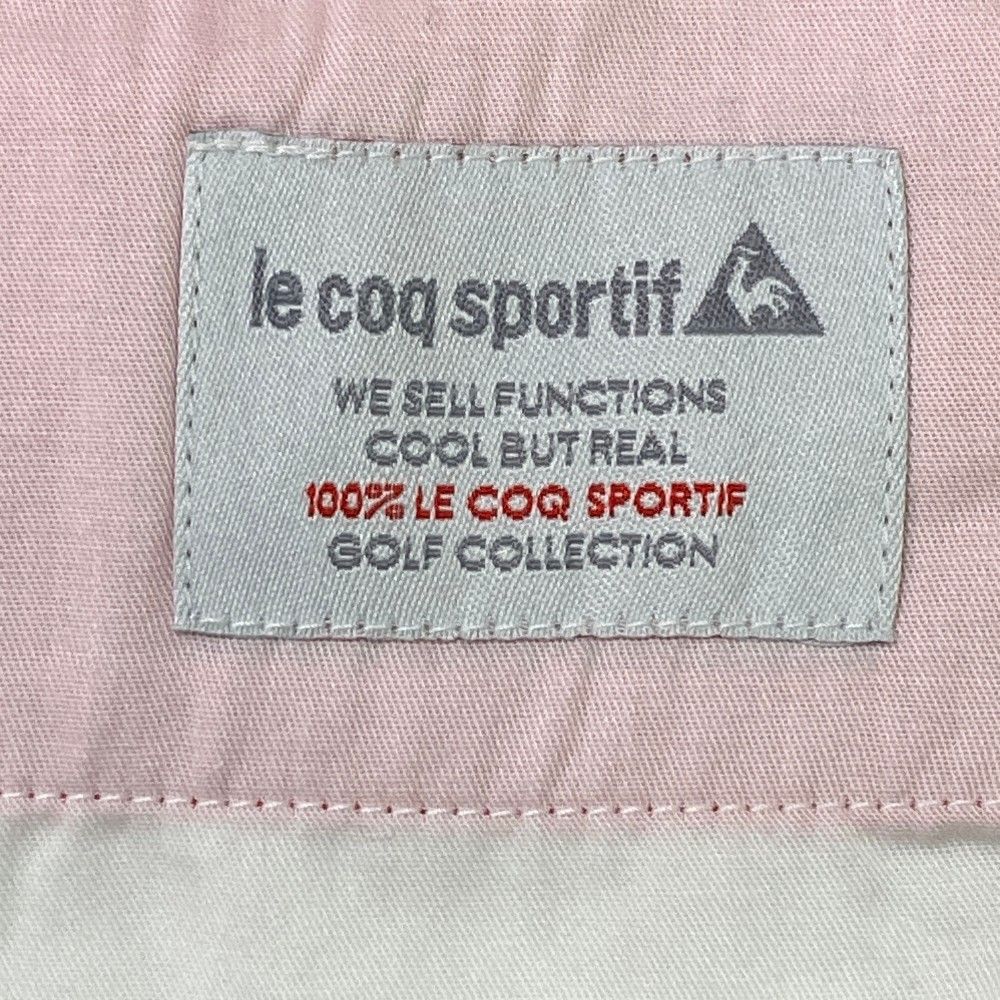 le coq sportif
WE SELL FUNCTIONS
COOL BUT REAL
100% LE COQ SPORTIF
GOLF COLLECTION